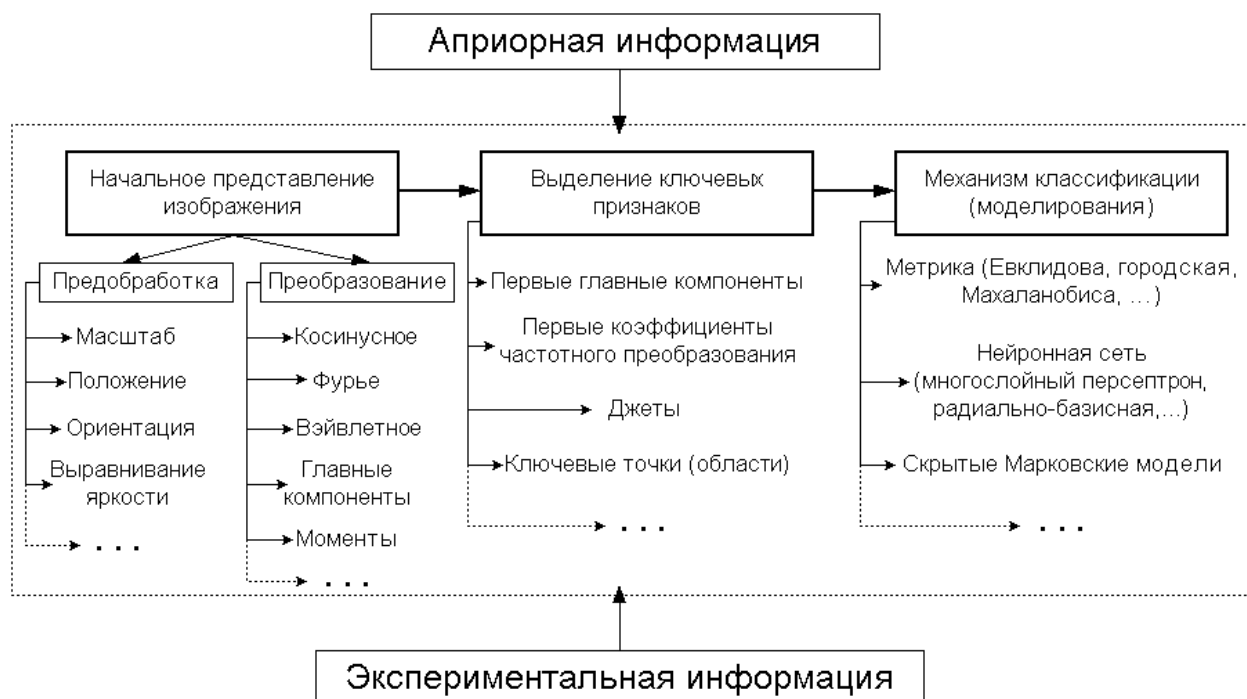 Априорная информация
Начальное представление
изображения
Выделение ключевых
признаков
Механизм классификации
(моделирования)
Предобработка
Масштаб
Положение
Ориентация
Выравнивание
яркости
. . .
Преобразование
Косинусное
Фурье
Вэйвлетное
Главные
компоненты
Моменты
. . .
Первые главные компоненты
Первые коэффициенты
частотного преобразования
Джеты
Ключевые точки (области)
. . .
Метрика (Евклидова, городская,
Махаланобиса, …)
Нейронная сеть
(многослойный персептрон,
радиально-базисная,…)
Скрытые Марковские модели
. . .
Экспериментальная информация